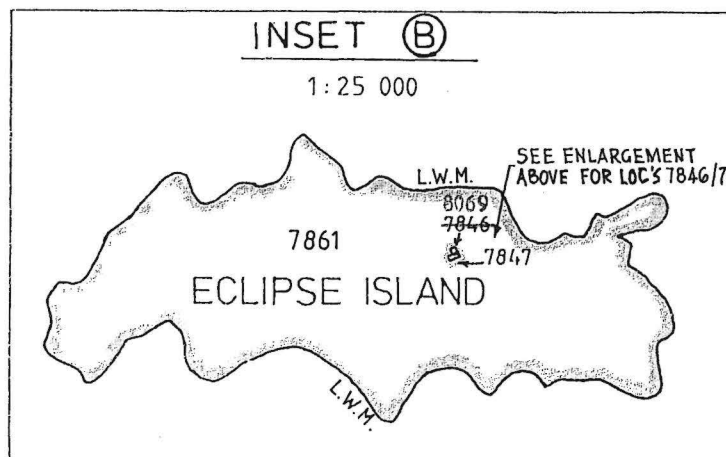 INSET B
1:25 000
SEE ENLARGEMENT
ABOVE FOR LOC'S 7846/7
L.W.M.
8069
7846
7861
7847
ECLIPSE ISLAND
L.W.M.